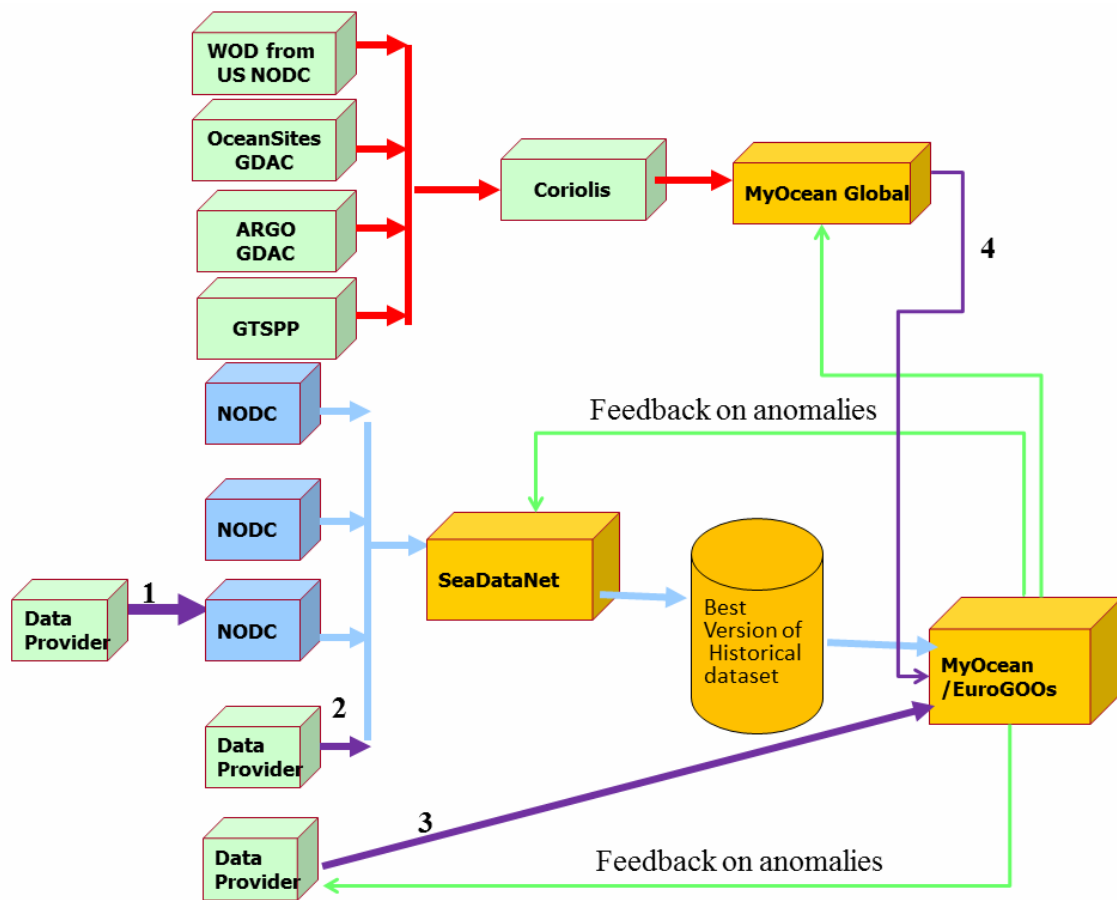 WOD from
US NODC
OceanSites
GDAC
ARGO
GDAC
GTSPP
Coriolis
MyOcean Global
4
NODC
NODC
NODC
1
Data
Provider
2
Data
Provider
3
Data
Provider
Feedback on anomalies
SeaDataNet
Best
Version of
Historical
dataset
MyOcean
/EuroGOOs
Feedback on anomalies